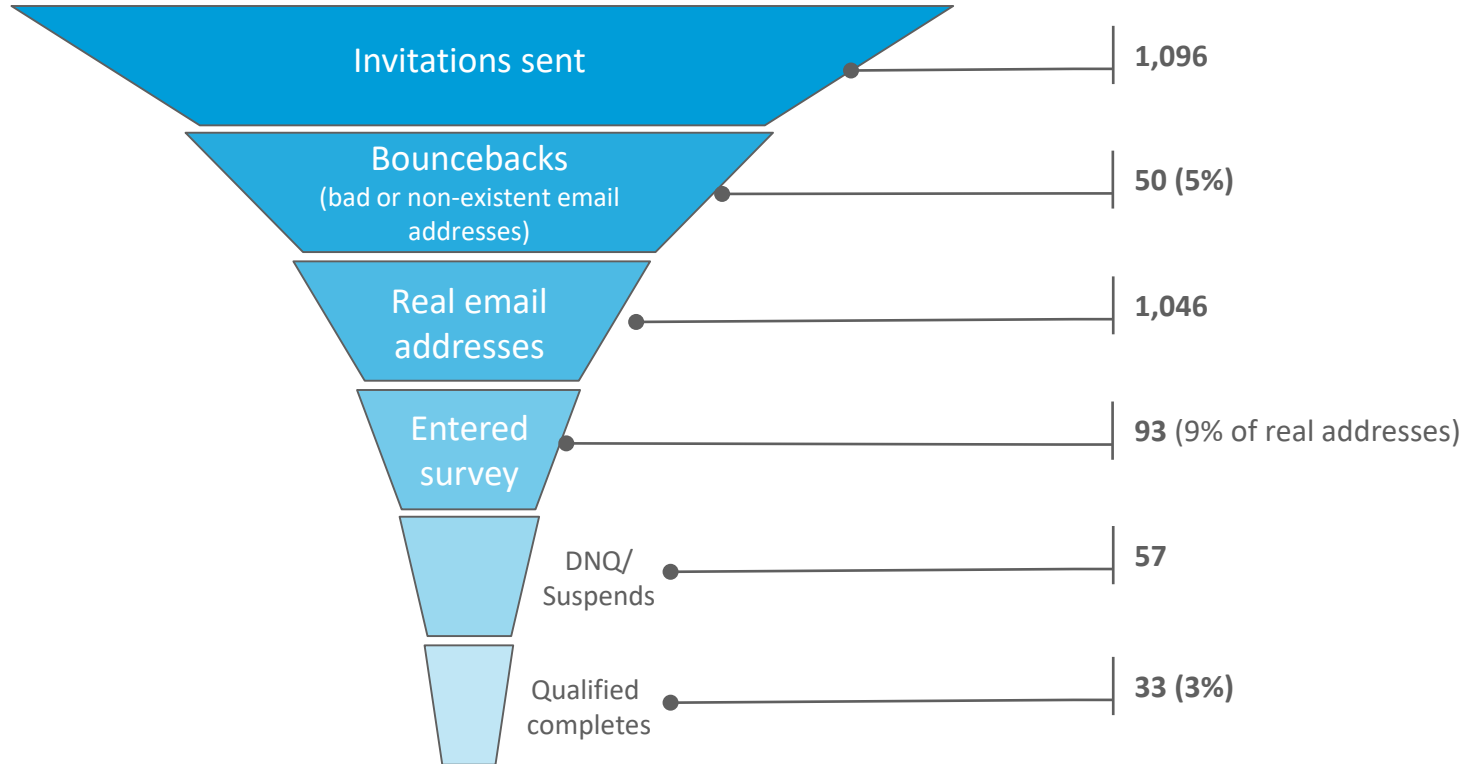 Invitations sent
1,096
Bouncebacks
(bad or non-existent email
addresses)
50 (5%)
Real email
addresses
1,046
Entered
survey
93 (9% of real addresses)
DNQ/
Suspends
57
Qualified
completes
33 (3%)